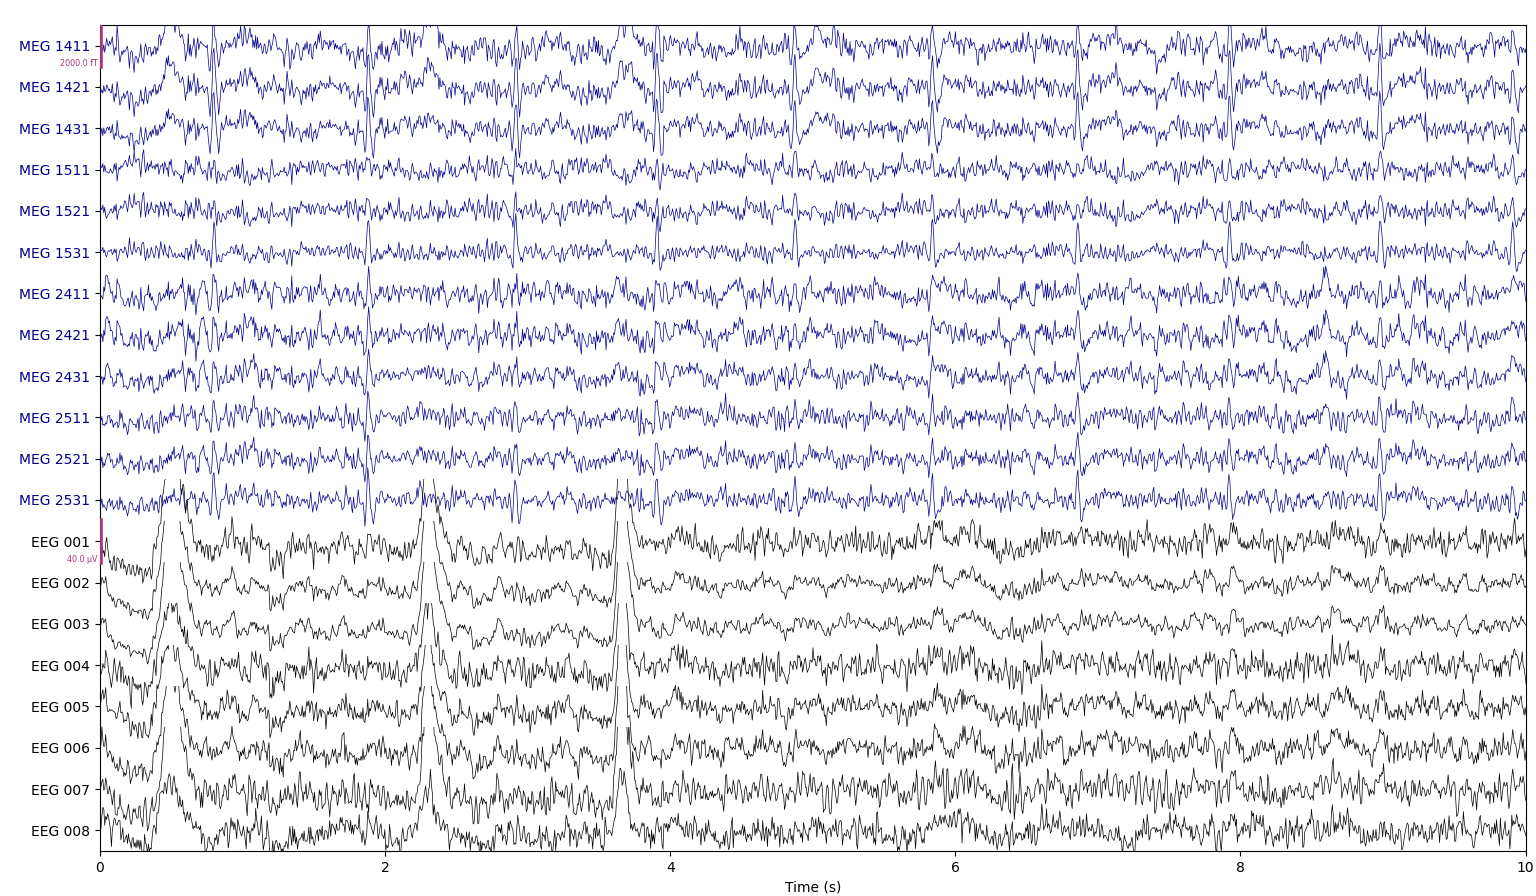 MEG 1411
2000.0 fT
MEG 1421
MEG 1431
MEG 1511
MEG 1521
MEG 1531
MEG 2411
MEG 2421
MEG 2431
MEG 2511
MEG 2521
MEG 2531
EEG 001
40.0 µV
EEG 002
EEG 003
EEG 004
EEG 005
EEG 006
EEG 007
EEG 008
0 2 4 6 8 10
Time (s)